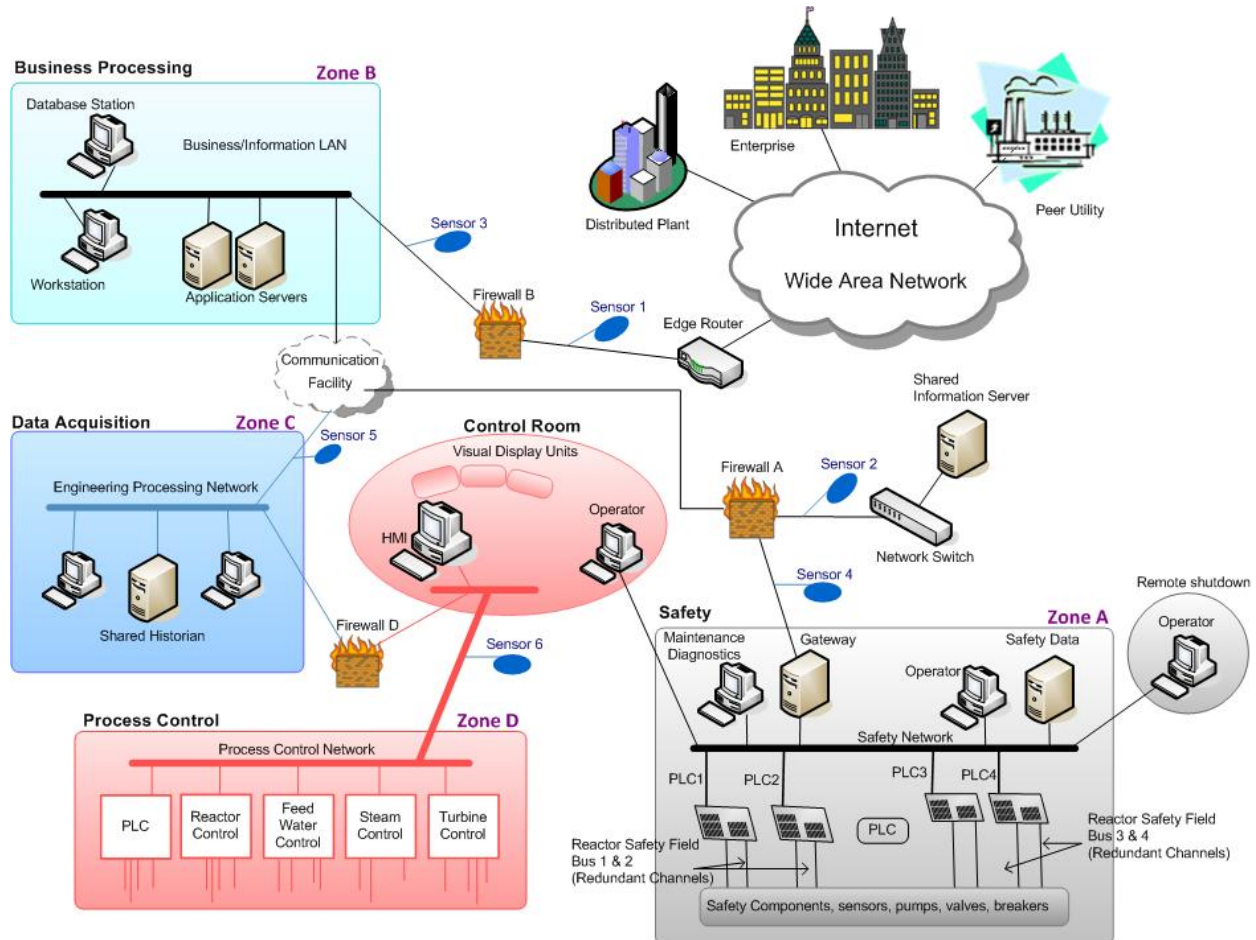 Business Processing
Zone B
Database Station
Business/Information LAN
Workstation
Application Servers
Sensor 3
Firewall B
Sensor 1
Edge Router
Enterprise
Distributed Plant
Peer Utility
Internet
Wide Area Network
Communication
Facility
Shared
Information Server
Data Acquisition
Zone C
Sensor 5
Engineering Processing Network
Shared Historian
Control Room
Visual Display Units
HMI
Operator
Firewall A
Sensor 2
Network Switch
Sensor 4
Firewall D
Sensor 6
Remote shutdown
Operator
Safety
Zone A
Maintenance
Diagnostics
Gateway
Operator
Safety Data
Safety Network
PLC1
PLC2
PLC3
PLC4
PLC
Reactor Safety Field
Bus 1 & 2
(Redundant Channels)
Reactor Safety Field
Bus 3 & 4
(Redundant Channels)
Safety Components, sensors, pumps, valves, breakers
Process Control
Zone D
Process Control Network
PLC
Reactor
Control
Feed
Water
Control
Steam
Control
Turbine
Control